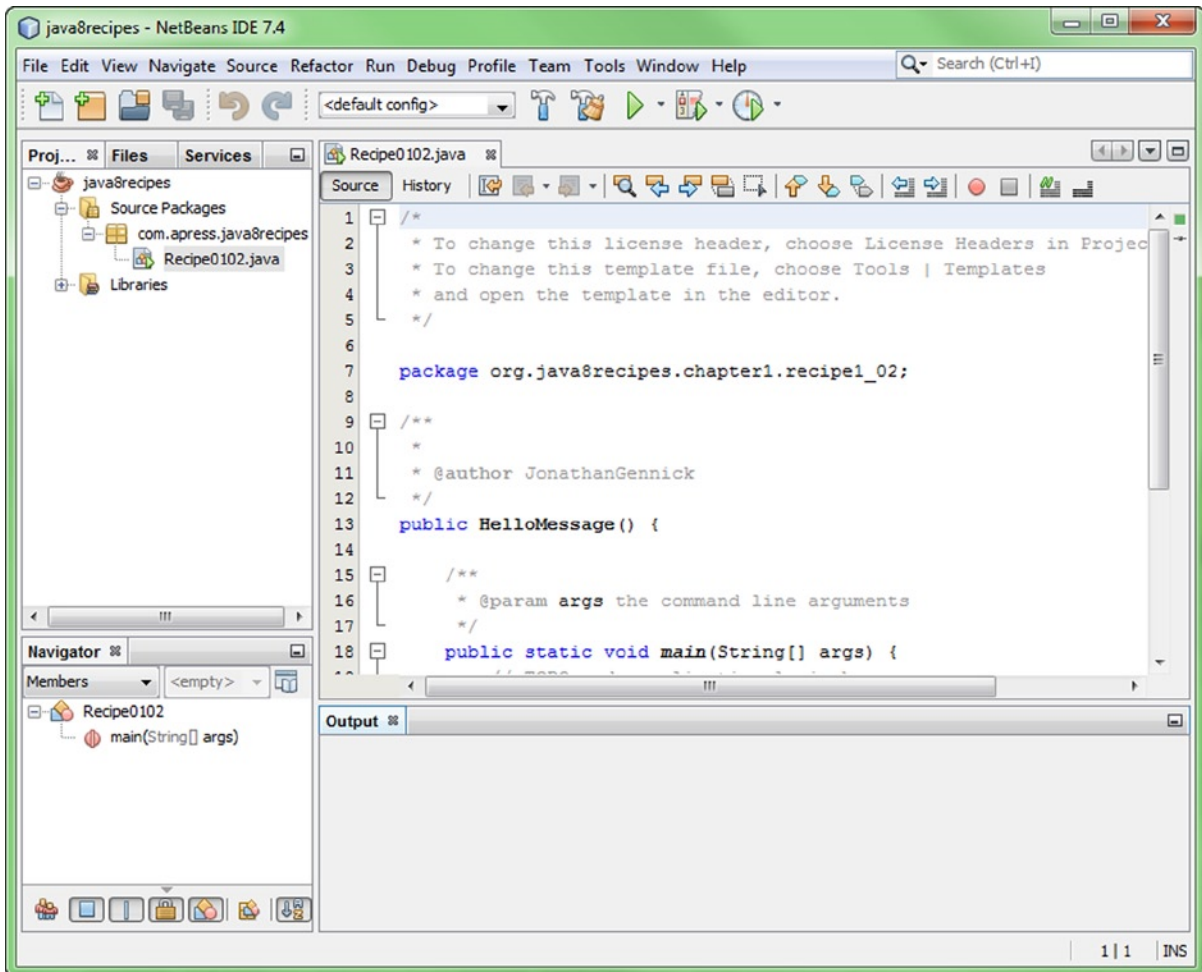 java8recipes - NetBeans IDE 7.4
File Edit View Navigate Source Refactor Run Debug Profile Team Tools Window Help
Search (Ctrl+I)
<default config>
Proj... Files Services
java8recipes
Source Packages
com.apress.java8recipes
Recipe0102.java
Libraries
Navigator
Members <empty>
Recipe0102
main(String[] args)
Recipe0102.java
Source History
1 /*
2 * To change this license header, choose License Headers in Projec
3 * To change this template file, choose Tools | Templates
4 * and open the template in the editor.
5 */
6
7 package org.java8recipes.chapter1.recipe1_02;
8
9 /**
10 *
11 * @author JonathanGennick
12 */
13 public HelloMessage() {
14
15 /**
16 * @param args the command line arguments
17 */
18 public static void main(String[] args) {
Output
1|1 INS